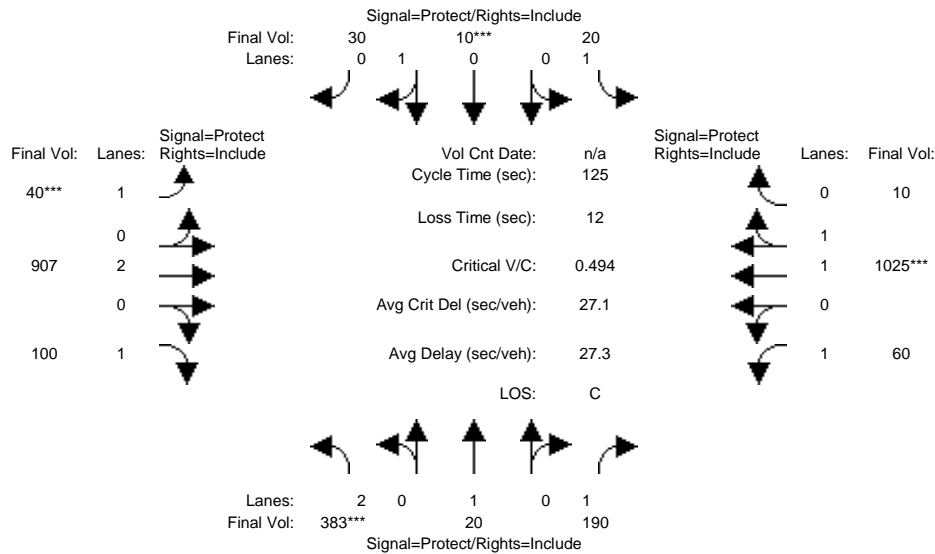 Signal=Protect/Rights=Include
Final Vol: 30 10*** 20
Lanes: 0 1 0 0 1
Signal=Protect
Final Vol: Lanes: Rights=Include
Vol Cnt Date: n/a
Signal=Protect
Rights=Include Lanes: Final Vol:
Cycle Time (sec): 125
40*** 1
0 10
Loss Time (sec): 12
0
1
907 2
Critical V/C: 0.494
1 1025***
0
Avg Crit Del (sec/veh): 27.1
0
100 1
Avg Delay (sec/veh): 27.3
1 60
LOS: C
Lanes: 2 0 1 0 1
Final Vol: 383*** 20 190
Signal=Protect/Rights=Include